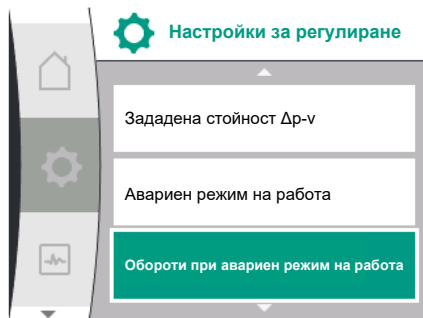 Настройки за регулиране
Зададена стойност Δp-v
Авариен режим на работа
Обороти при авариен режим на работа